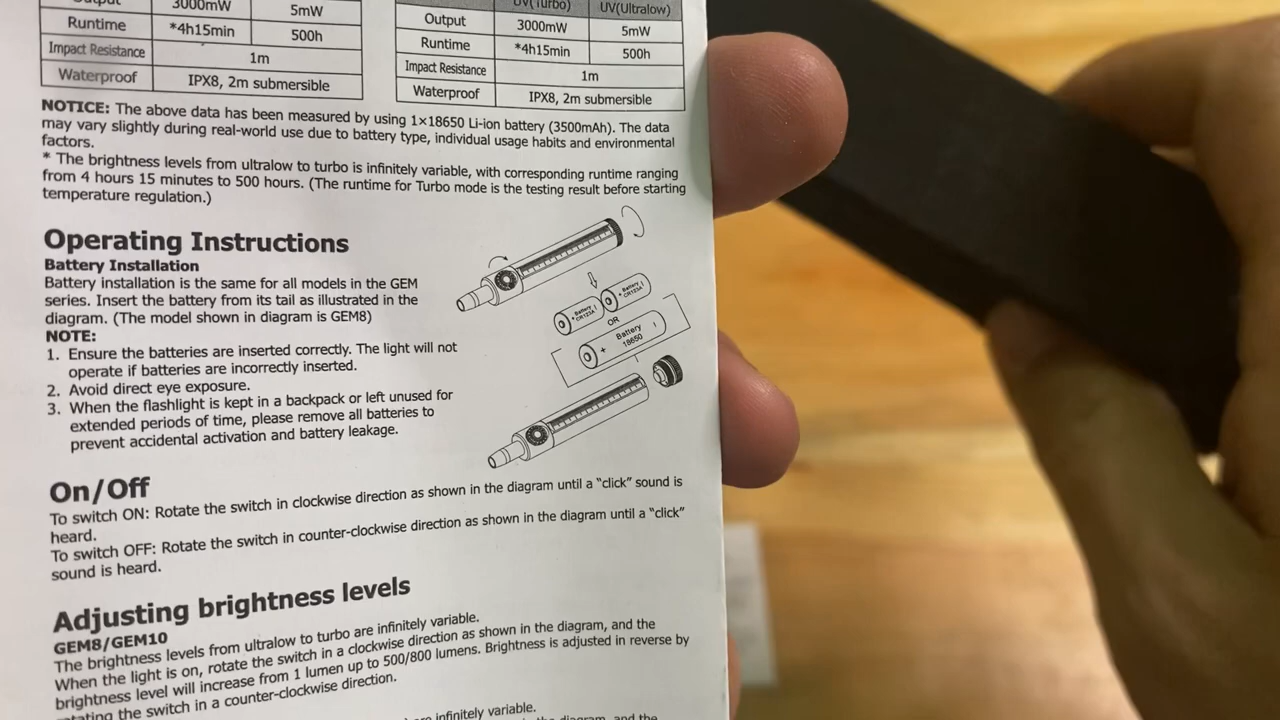 3000mW 5mW
Runtime *4h15min 500h
Impact Resistance 1m
Waterproof IPX8, 2m submersible
UV(Turbo) UV(Ultralow)
Output 3000mW 5mW
Runtime *4h15min 500h
Impact Resistance 1m
Waterproof IPX8, 2m submersible
NOTICE: The above data has been measured by using 1×18650 Li-ion battery (3500mAh). The data
may vary slightly during real-world use due to battery type, individual usage habits and environmental
factors.
* The brightness levels from ultralow to turbo is infinitely variable, with corresponding runtime ranging
from 4 hours 15 minutes to 500 hours. (The runtime for Turbo mode is the testing result before starting
temperature regulation.)
Operating Instructions
Battery Installation
Battery installation is the same for all models in the GEM
series. Insert the battery from its tail as illustrated in the
diagram. (The model shown in diagram is GEM8)
NOTE:
1. Ensure the batteries are inserted correctly. The light will not
operate if batteries are incorrectly inserted.
2. Avoid direct eye exposure.
3. When the flashlight is kept in a backpack or left unused for
extended periods of time, please remove all batteries to
prevent accidental activation and battery leakage.
Battery
CR123A
Battery
CR123A
OR
+ Battery
18650
On/Off
To switch ON: Rotate the switch in clockwise direction as shown in the diagram until a “click” sound is
heard.
To switch OFF: Rotate the switch in counter-clockwise direction as shown in the diagram until a “click”
sound is heard.
Adjusting brightness levels
GEM8/GEM10
The brightness levels from ultralow to turbo are infinitely variable.
When the light is on, rotate the switch in a clockwise direction as shown in the diagram, and the
brightness level will increase from 1 lumen up to 500/800 lumens. Brightness is adjusted in reverse by
rotating the switch in a counter-clockwise direction.
infinitely variable.
diagram, and the